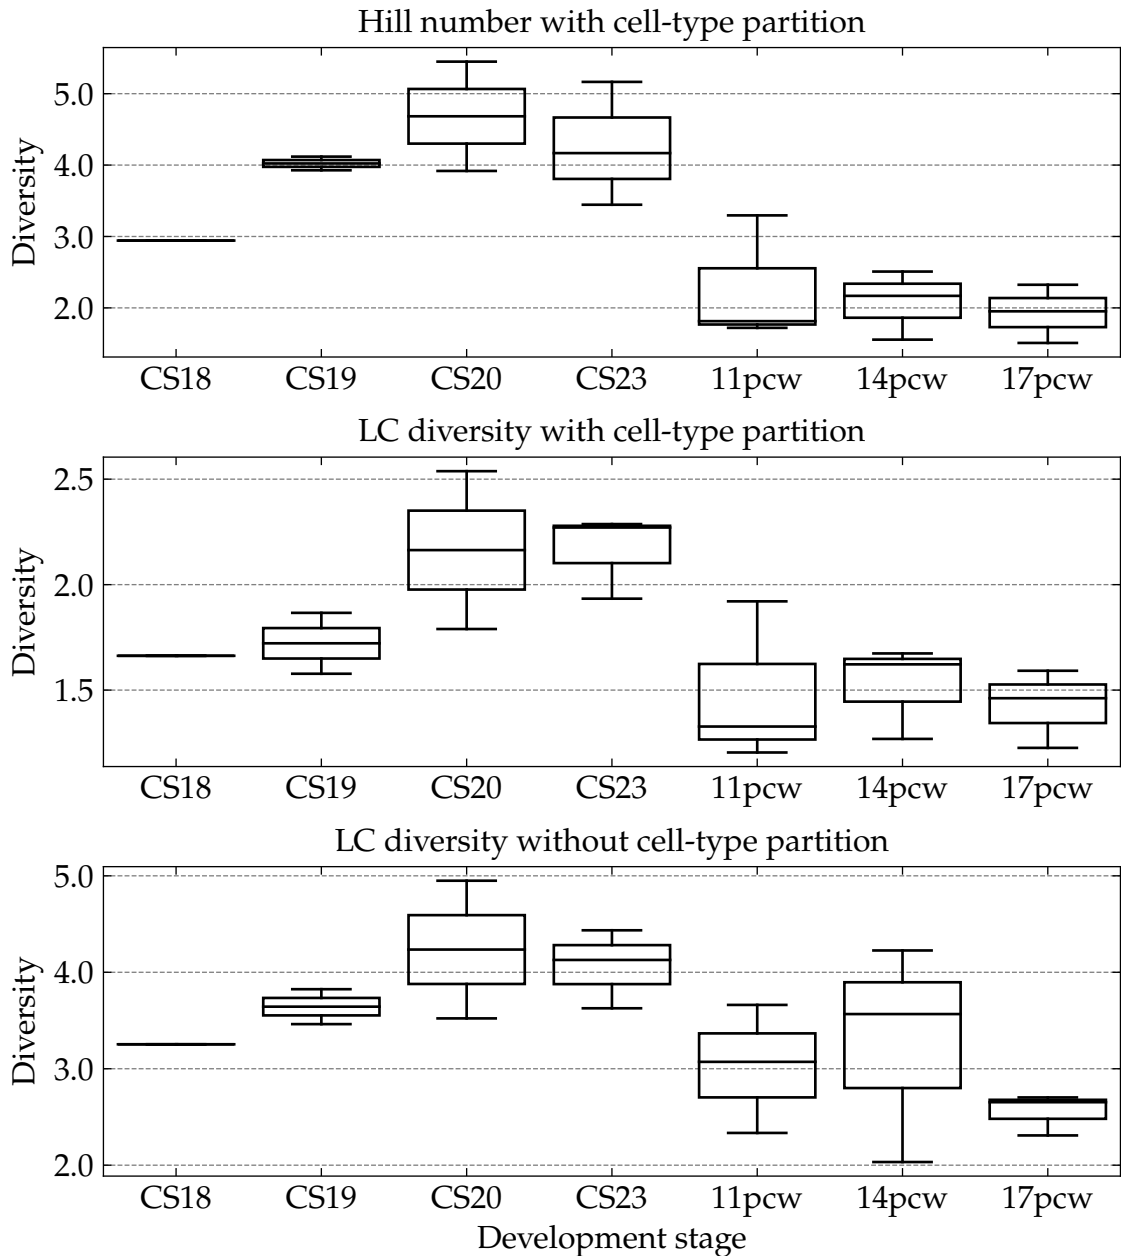 Hill number with cell-type partition
Diversity
5.0
4.0
3.0
2.0
CS18 CS19 CS20 CS23 11pcw 14pcw 17pcw
LC diversity with cell-type partition
Diversity
2.5
2.0
1.5
CS18 CS19 CS20 CS23 11pcw 14pcw 17pcw
LC diversity without cell-type partition
Diversity
5.0
4.0
3.0
2.0
CS18 CS19 CS20 CS23 11pcw 14pcw 17pcw
Development stage